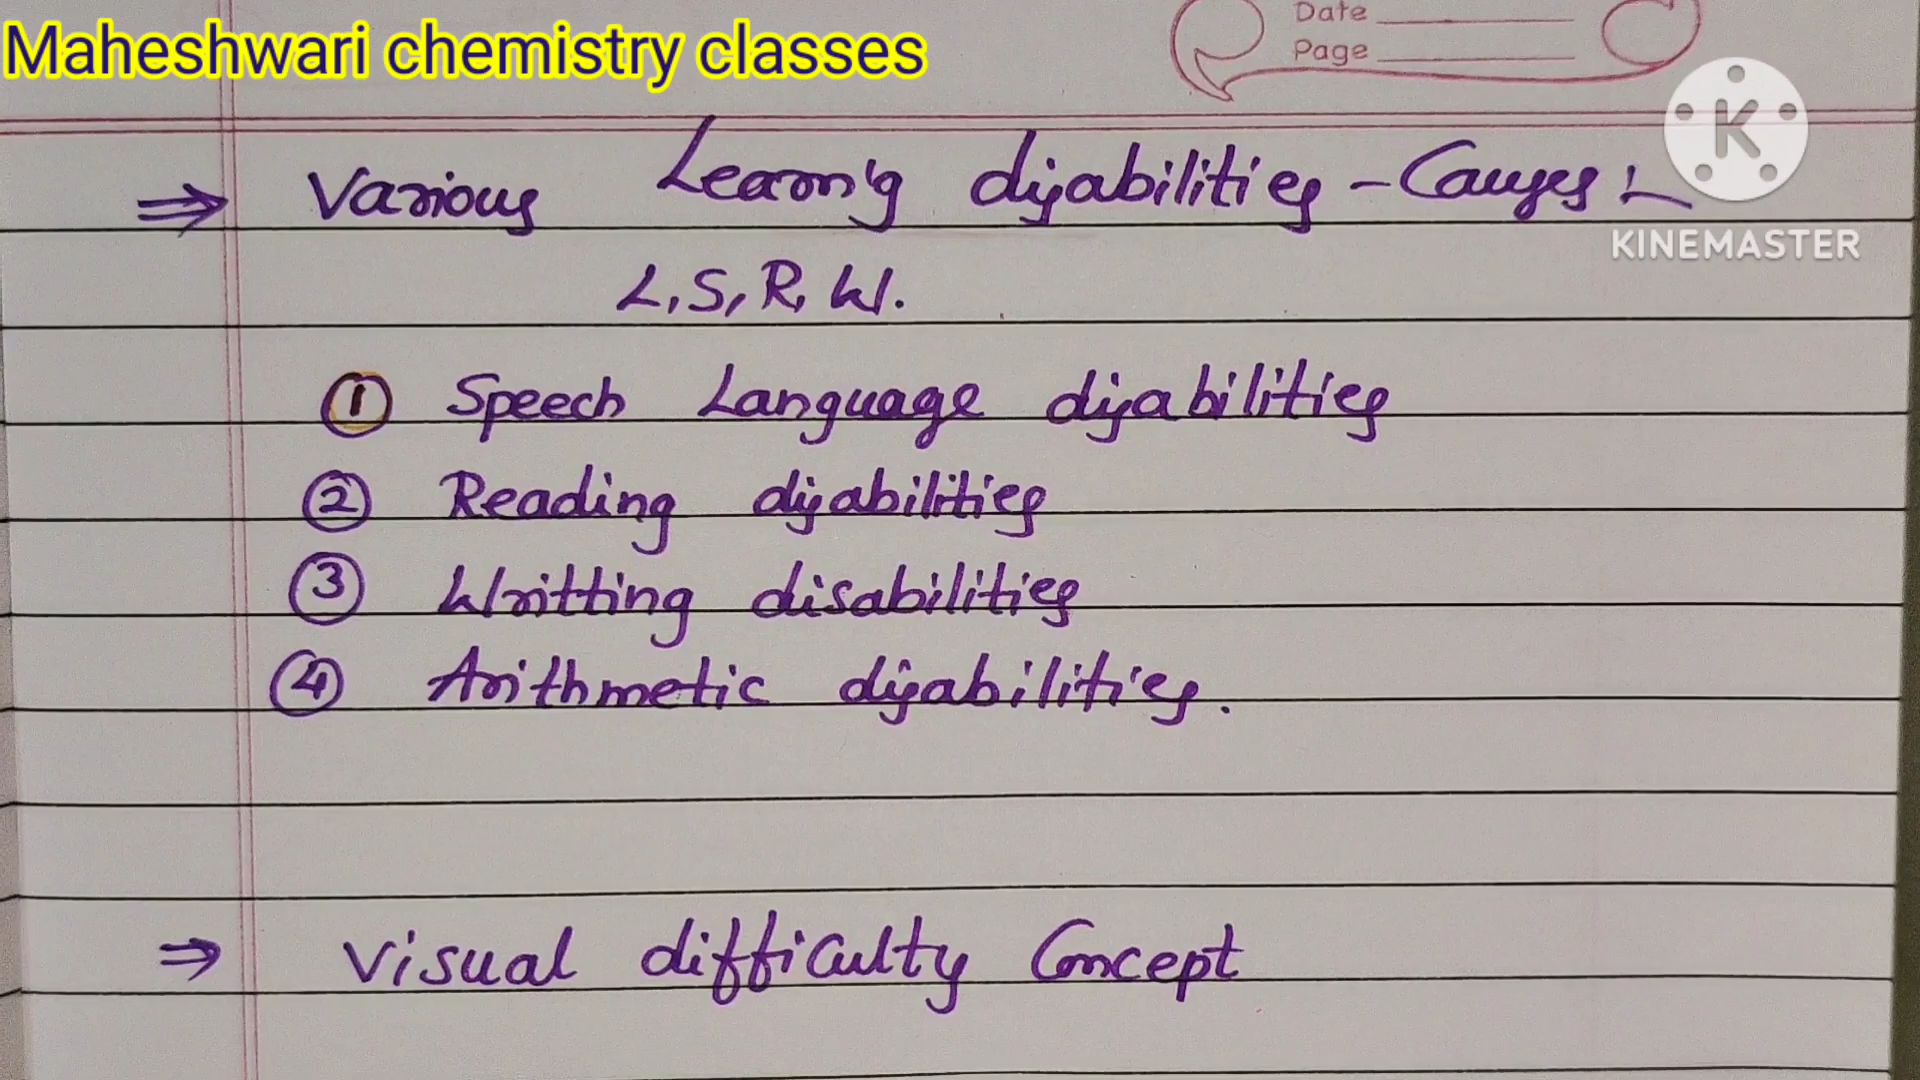 Maheshwari chemistry classes
Date
Page
K
KINEMASTER
⇒ Various Learning disabilities - Causes :-
L, S, R, W.
① Speech Language disabilities
② Reading disabilities
③ Writting disabilities
④ Arithmetic disabilities.
⇒ Visual difficulty Concept